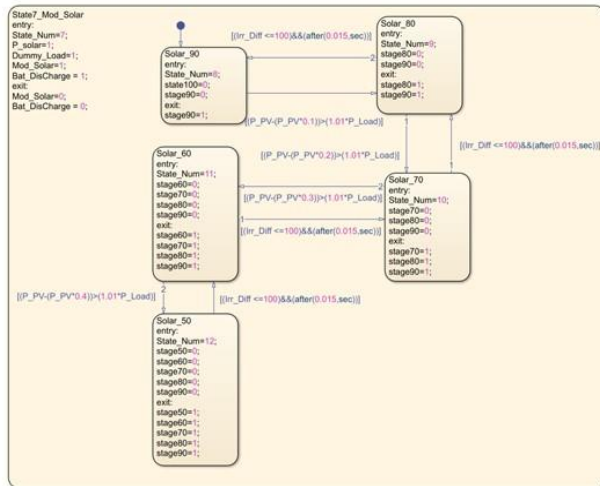 State7_Mod_Solar
entry:
State_Num=7;
P_solar=1;
Dummy_Load=1;
Mod_Solar=1;
Bat_DisCharge = 1;
exit:
Mod_Solar=0;
Bat_DisCharge = 0;
Solar_90
entry:
State_Num=8;
state100=0;
stage90=0;
exit:
stage90=1;
[(Irr_Diff <=100)&&(after(0.015,sec))]
2
Solar_80
entry:
State_Num=9;
stage80=0;
stage90=0;
exit:
stage80=1;
stage90=1;
[(P_PV-(P_PV*0.1))>(1.01*P_Load)]
1
[(P_PV-(P_PV*0.2))>(1.01*P_Load)]
[(Irr_Diff <=100)&&(after(0.015,sec)]
1
Solar_60
entry:
State_Num=11;
stage60=0;
stage70=0;
stage80=0;
stage90=0;
exit:
stage60=1;
stage70=1;
stage80=1;
stage90=1;
2
[(P_PV-(P_PV*0.3))>(1.01*P_Load)]
1
[(Irr_Diff <=100)&&(after(0.015,sec))]
Solar_70
entry:
State_Num=10;
stage70=0;
stage80=0;
stage90=0;
exit:
stage70=1;
stage80=1;
stage90=1;
2
[(P_PV-(P_PV*0.4))>(1.01*P_Load)]
1
[(Irr_Diff <=100)&&(after(0.015,sec))]
Solar_50
entry:
State_Num=12;
stage50=0;
stage60=0;
stage70=0;
stage80=0;
stage90=0;
exit:
stage50=1;
stage60=1;
stage70=1;
stage80=1;
stage90=1;